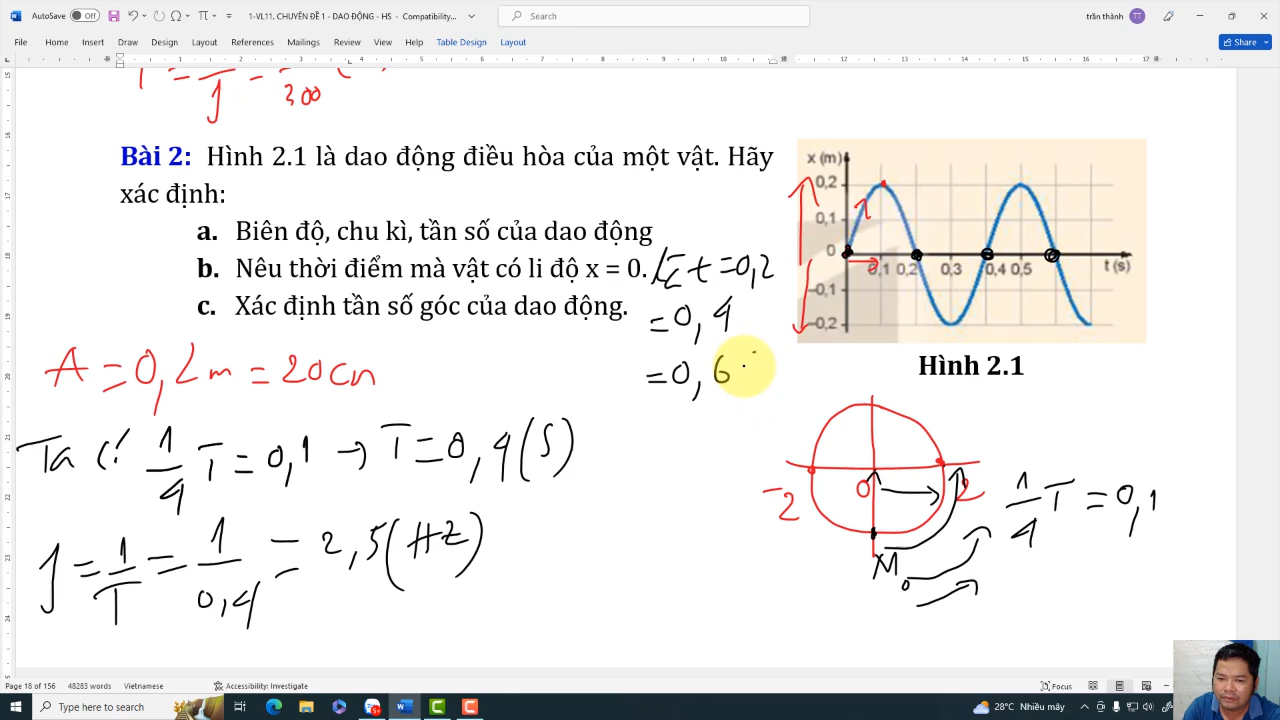 AutoSave Off 1-VL11. CHUYÊN ĐỀ 1 - DAO ĐỘNG - HS - Compatibility... Search trần thành TT
File Home Insert Draw Design Layout References Mailings Review View Help Table Design Layout Share
300
Bài 2: Hình 2.1 là dao động điều hòa của một vật. Hãy
xác định:
a. Biên độ, chu kì, tần số của dao động
b. Nêu thời điểm mà vật có li độ x = 0. t = 0,2
c. Xác định tần số góc của dao động.
= 0,4
= 0,6
x (m)
0,2
0,1
0
-0,1
-0,2
0,1 0,2 0,3 0,4 0,5 t (s)
Hình 2.1
A = 0,2m = 20cm
Ta có: 1/4 T = 0,1 → T = 0,4 (s)
f = 1/T = 1/0,4 = 2,5 (Hz)
-2 0 2
M0
1/4 T = 0,1
Page 18 of 156 48283 words Vietnamese Accessibility: Investigate Focus
Type here to search 28°C Nhiều mây